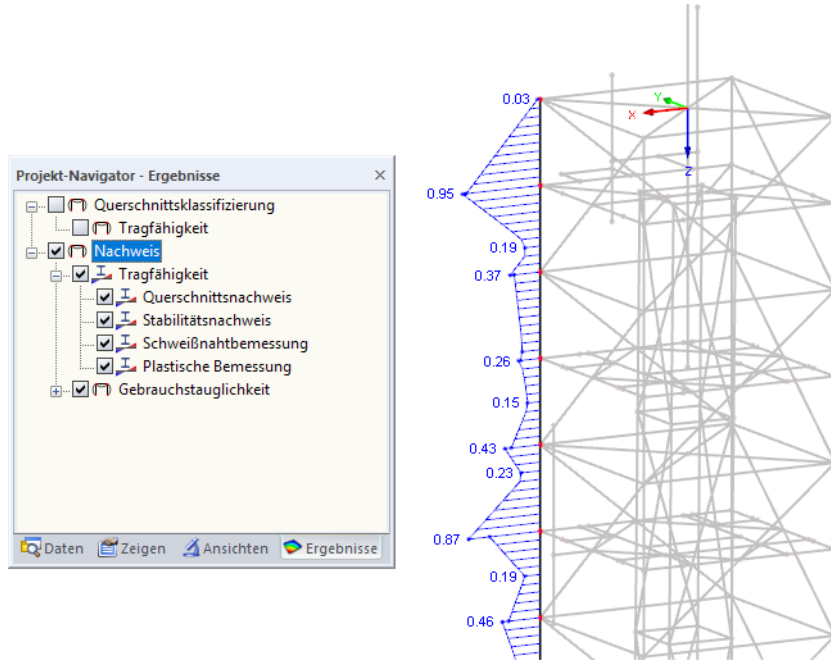 Projekt-Navigator - Ergebnisse
Querschnittsklassifizierung
Tragfähigkeit
Nachweis
Tragfähigkeit
Querschnittsnachweis
Stabilitätsnachweis
Schweißnahtbemessung
Plastische Bemessung
Gebrauchstauglichkeit
Daten Zeigen Ansichten Ergebnisse
0.03
Y
X
Z
0.95
0.19
0.37
0.26
0.15
0.43
0.23
0.87
0.19
0.46